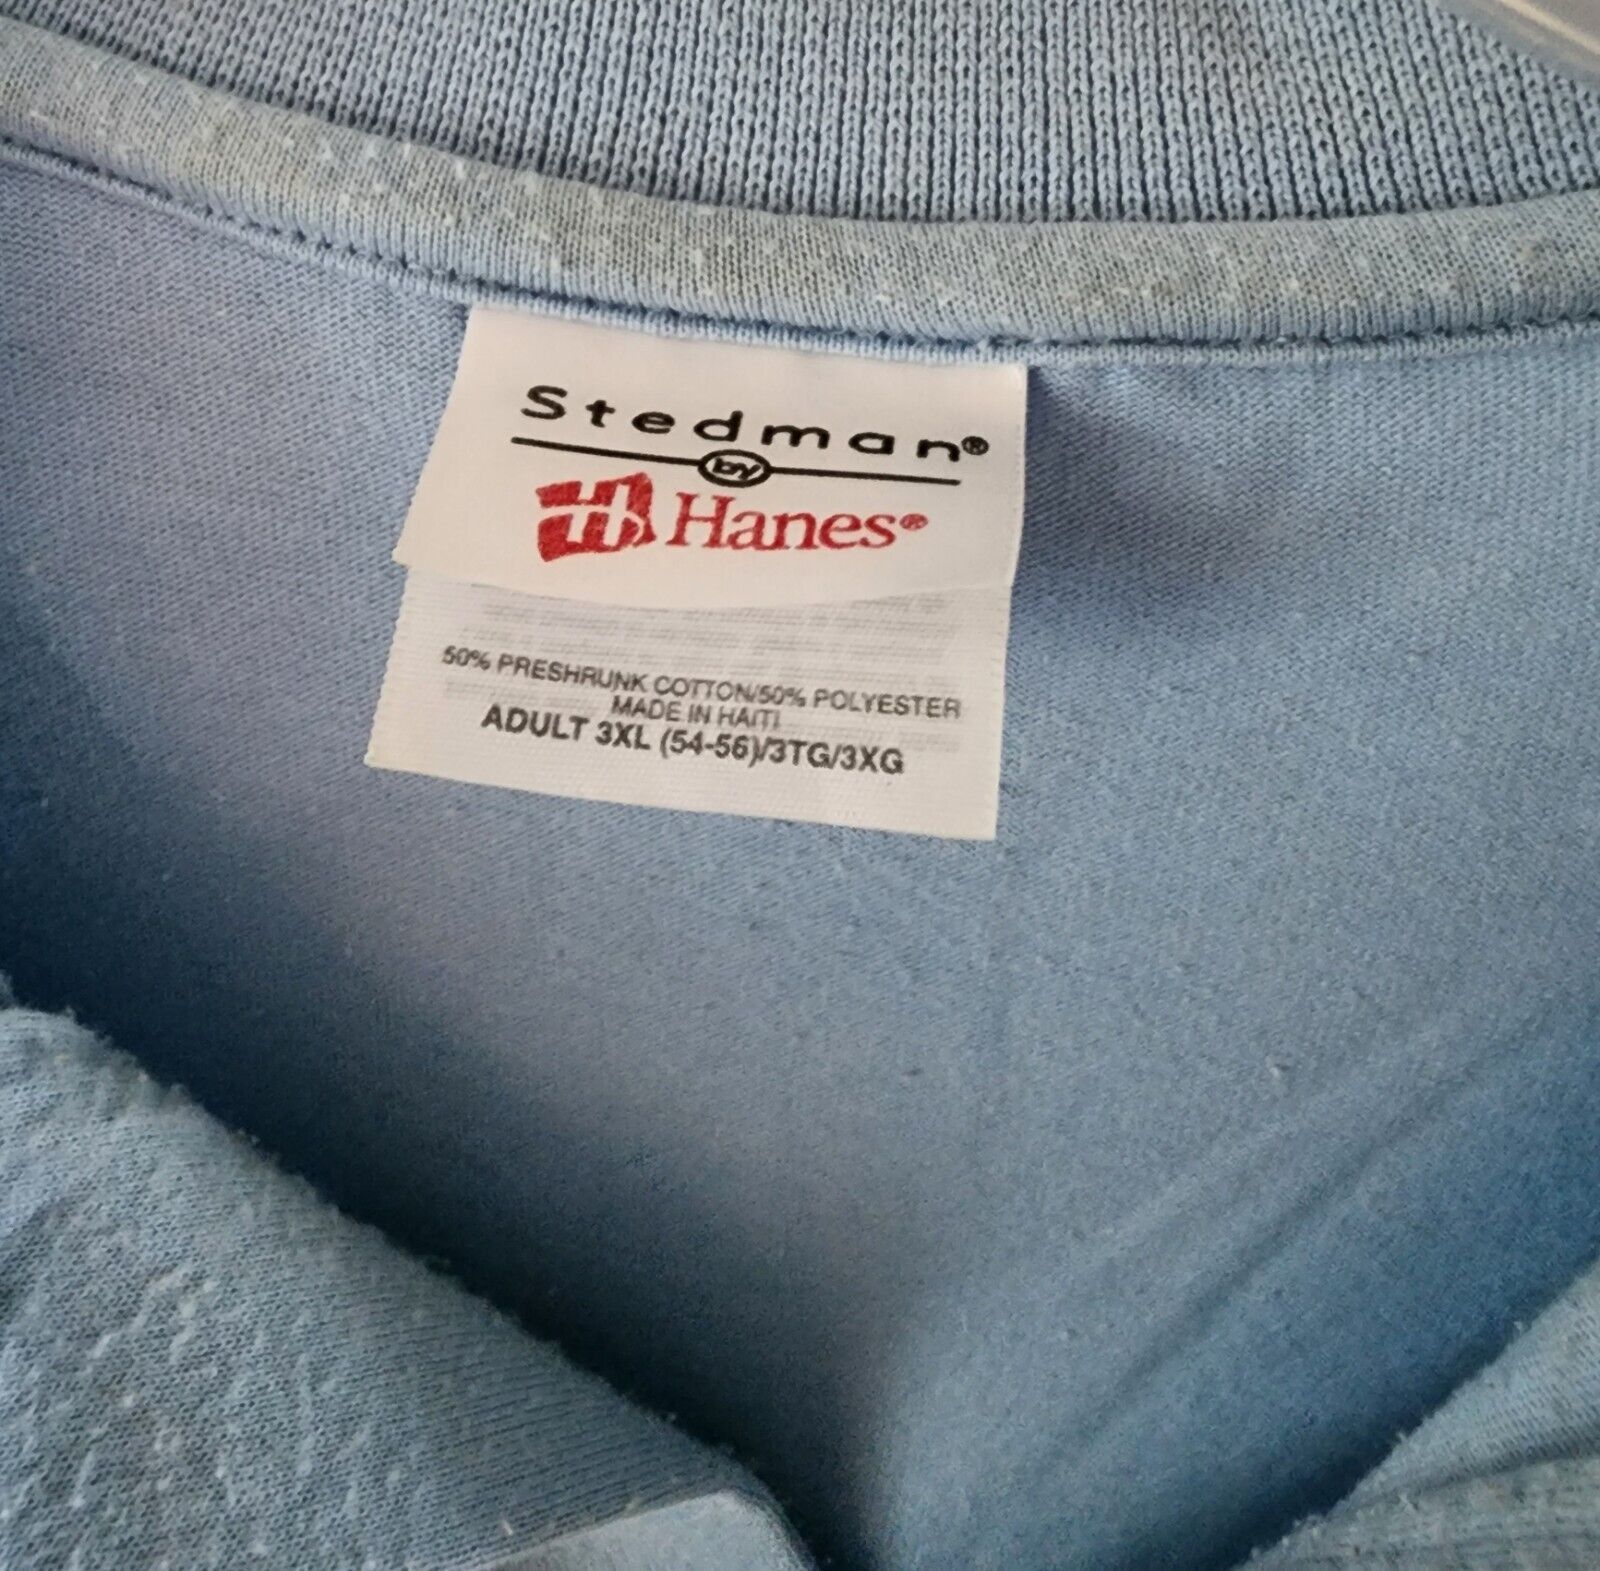 Stedman®
by
Hanes®
50% PRESHRUNK COTTON/50% POLYESTER
MADE IN HAITI
ADULT 3XL (54-56)/3TG/3XG